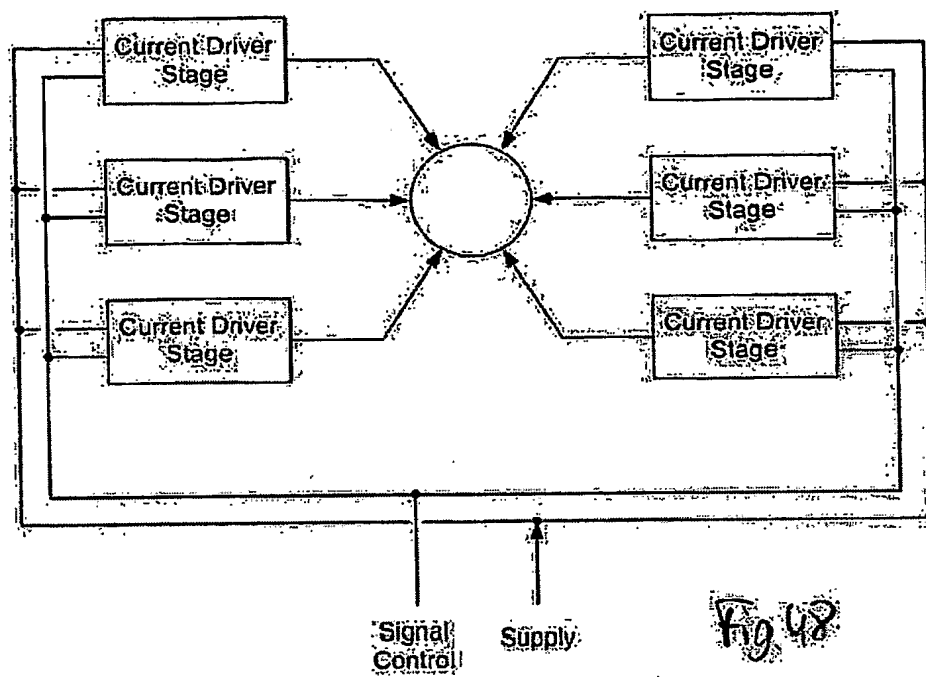 Current Driver
Stage
Current Driver
Stage
Current Driver
Stage
Current Driver
Stage
Current Driver
Stage
Current Driver
Stage
Signal
Control
Supply
Fig 48